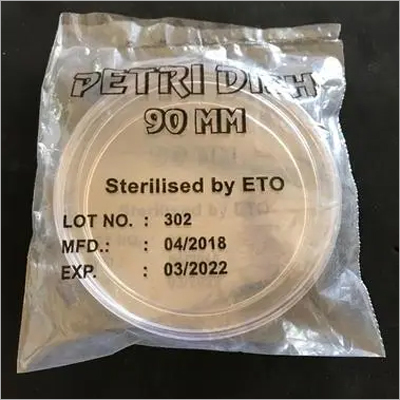 PETRI DISH
90 MM
Sterilised by ETO
LOT NO. : 302
MFD.: : 04/2018
EXP. : 03/2022